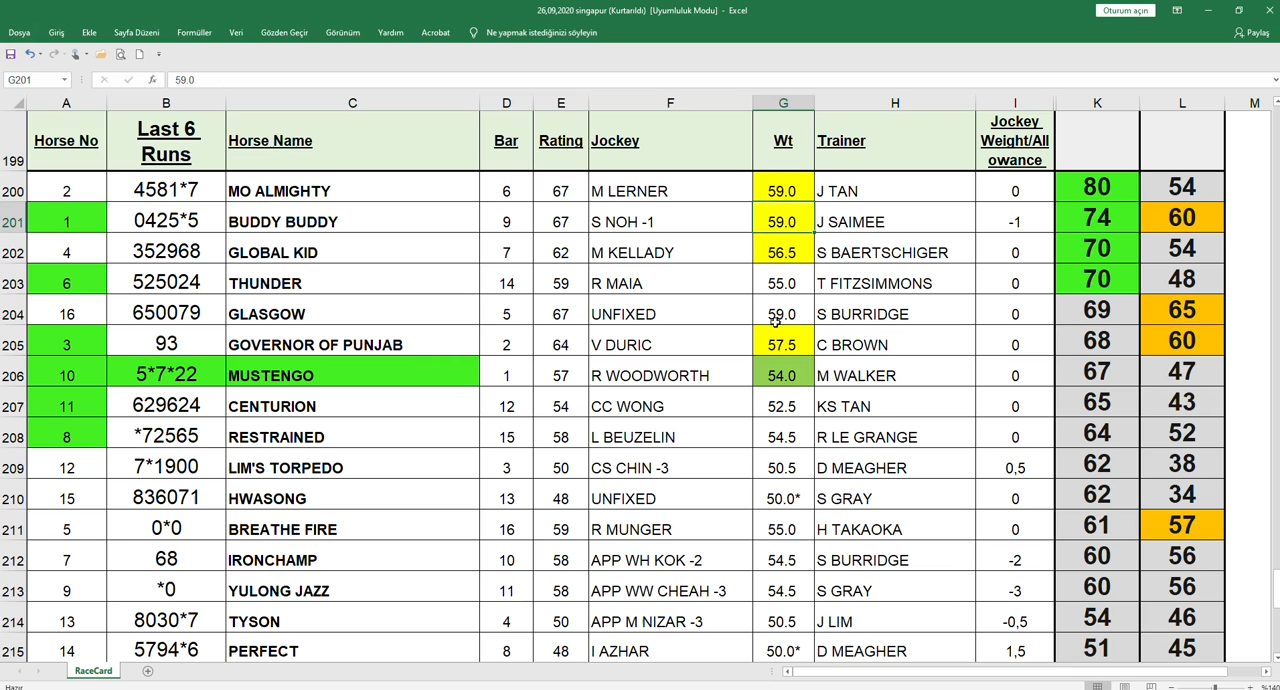 26,09,2020 singapur (Kurtarıldı) [Uyumluluk Modu] - Excel
Oturum açın
Dosya Giriş Ekle Sayfa Düzeni Formüller Veri Gözden Geçir Görünüm Yardım Acrobat Ne yapmak istediğinizi söyleyin Paylaş
G201 fx 59.0
A B C D E F G H I K L M
199 Horse No Last 6 Runs Horse Name Bar Rating Jockey Wt Trainer Jockey Weight/All owance
200 2 4581*7 MO ALMIGHTY 6 67 M LERNER 59.0 J TAN 0 80 54
201 1 0425*5 BUDDY BUDDY 9 67 S NOH -1 59.0 J SAIMEE -1 74 60
202 4 352968 GLOBAL KID 7 62 M KELLADY 56.5 S BAERTSCHIGER 0 70 54
203 6 525024 THUNDER 14 59 R MAIA 55.0 T FITZSIMMONS 0 70 48
204 16 650079 GLASGOW 5 67 UNFIXED 59.0 S BURRIDGE 0 69 65
205 3 93 GOVERNOR OF PUNJAB 2 64 V DURIC 57.5 C BROWN 0 68 60
206 10 5*7*22 MUSTENGO 1 57 R WOODWORTH 54.0 M WALKER 0 67 47
207 11 629624 CENTURION 12 54 CC WONG 52.5 KS TAN 0 65 43
208 8 *72565 RESTRAINED 15 58 L BEUZELIN 54.5 R LE GRANGE 0 64 52
209 12 7*1900 LIM'S TORPEDO 3 50 CS CHIN -3 50.5 D MEAGHER 0,5 62 38
210 15 836071 HWASONG 13 48 UNFIXED 50.0* S GRAY 0 62 34
211 5 0*0 BREATHE FIRE 16 59 R MUNGER 55.0 H TAKAOKA 0 61 57
212 7 68 IRONCHAMP 10 58 APP WH KOK -2 54.5 S BURRIDGE -2 60 56
213 9 *0 YULONG JAZZ 11 58 APP WW CHEAH -3 54.5 S GRAY -3 60 56
214 13 8030*7 TYSON 4 50 APP M NIZAR -3 50.5 J LIM -0,5 54 46
215 14 5794*6 PERFECT 8 48 I AZHAR 50.0* D MEAGHER 1,5 51 45
RaceCard
Hazır %140